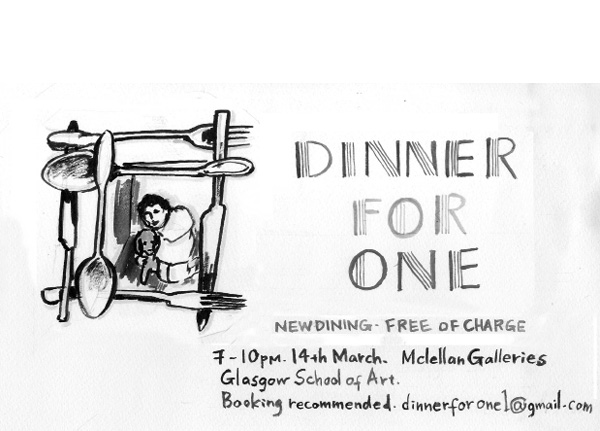 DINNER
FOR
ONE
NEWDINING- FREE OF CHARGE
7-10pm. 14th March. Mclellan Galleries
Glasgow School of Art.
Booking recommended. dinnerforone1@gmail.com